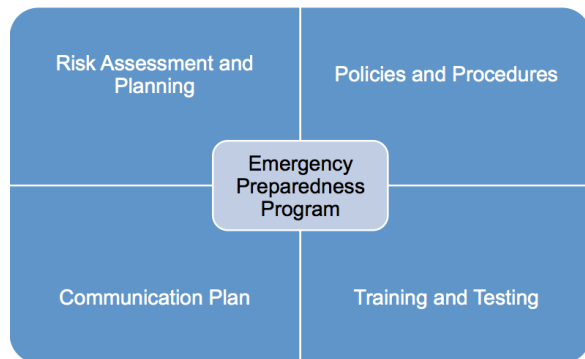 Risk Assessment and
Planning
Policies and Procedures
Emergency
Preparedness
Program
Communication Plan
Training and Testing